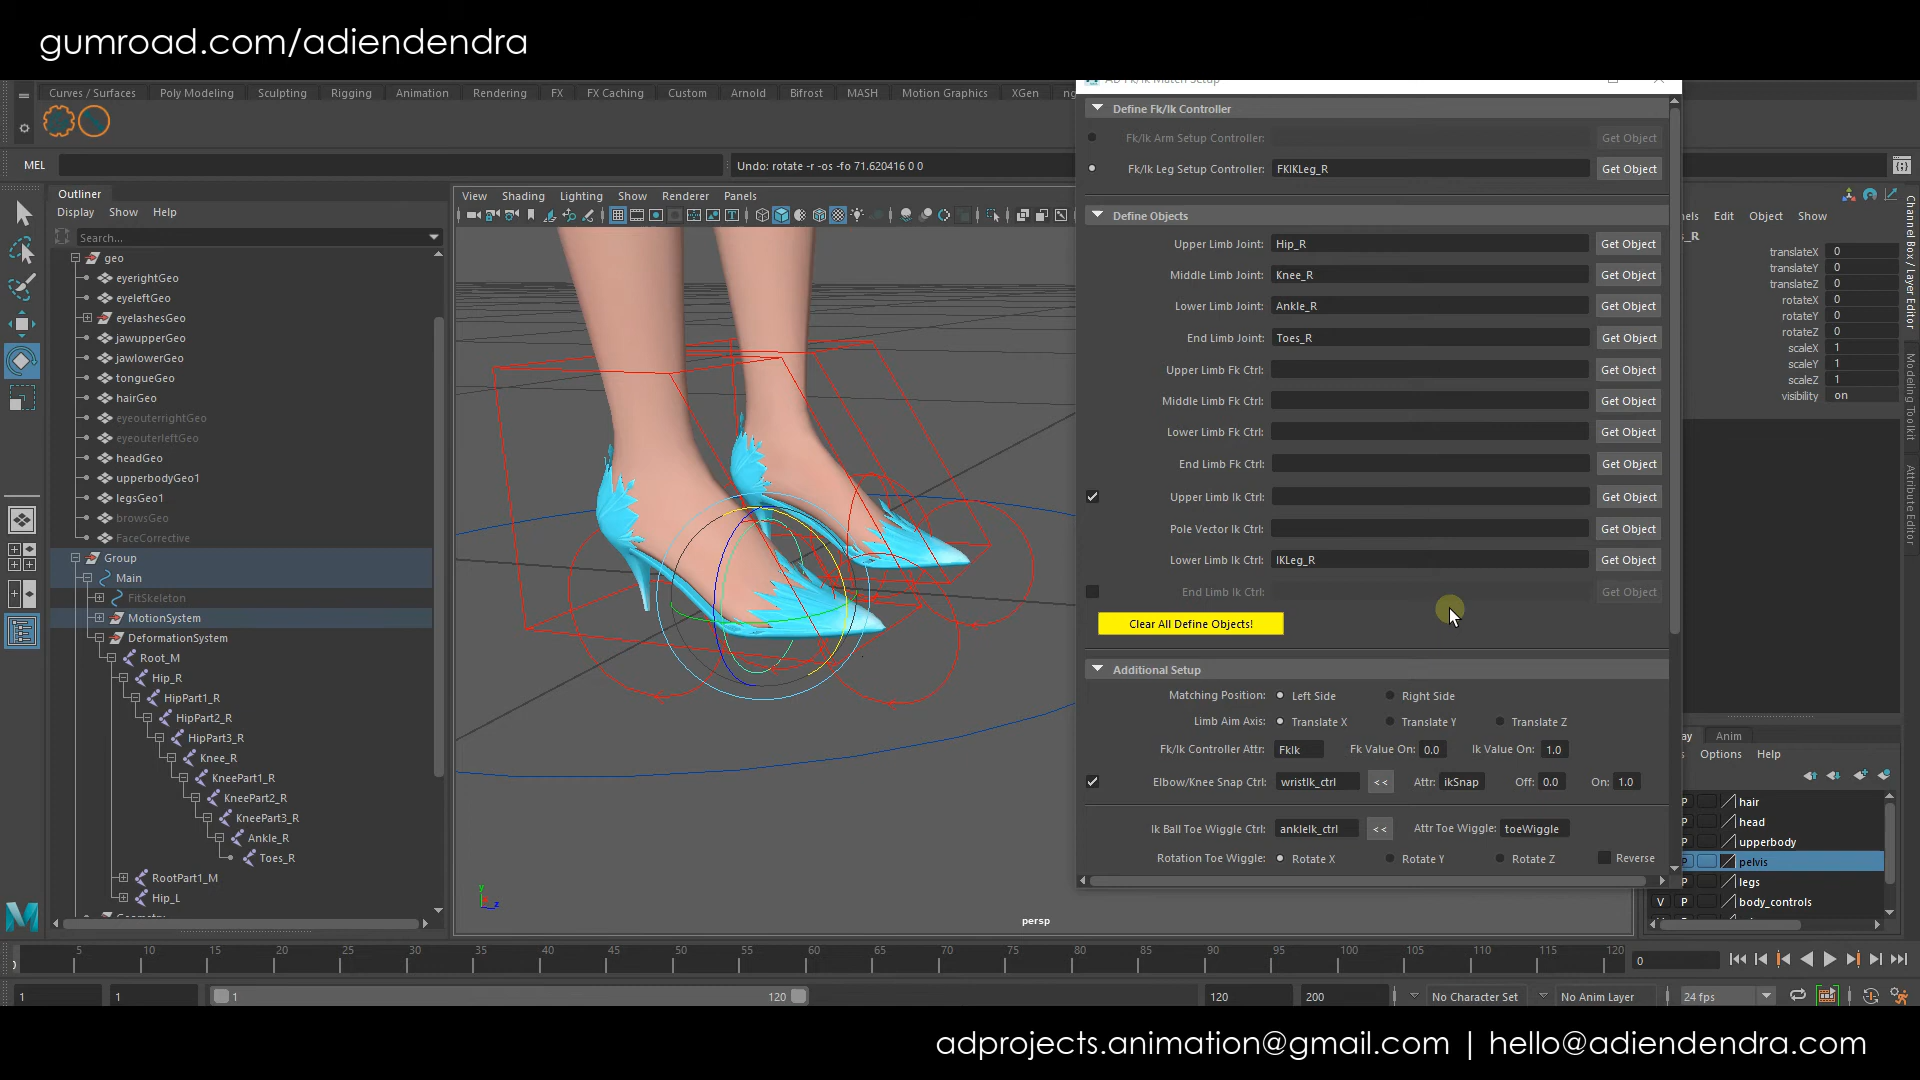 gumroad.com/adiendendra
Curves / Surfaces Poly Modeling Sculpting Rigging Animation Rendering FX FX Caching Custom Arnold Bifrost MASH Motion Graphics XGen ng
MEL Undo: rotate -r -os -fo 71.620416 0 0
Outliner
Display Show Help
Search...
geo
eyerightGeo
eyeleftGeo
eyelashesGeo
jawupperGeo
jawlowerGeo
tongueGeo
hairGeo
eyeouterrightGeo
eyeouterleftGeo
headGeo
upperbodyGeo1
legsGeo1
browsGeo
FaceCorrective
Group
Main
FitSkeleton
MotionSystem
DeformationSystem
Root_M
Hip_R
HipPart1_R
HipPart2_R
HipPart3_R
Knee_R
KneePart1_R
KneePart2_R
KneePart3_R
Ankle_R
Toes_R
RootPart1_M
Hip_L
View Shading Lighting Show Renderer Panels
y
z
persp
Define Fk/Ik Controller
Fk/Ik Arm Setup Controller: Get Object
Fk/Ik Leg Setup Controller: FKIKLeg_R Get Object
Define Objects
Upper Limb Joint: Hip_R Get Object
Middle Limb Joint: Knee_R Get Object
Lower Limb Joint: Ankle_R Get Object
End Limb Joint: Toes_R Get Object
Upper Limb Fk Ctrl: Get Object
Middle Limb Fk Ctrl: Get Object
Lower Limb Fk Ctrl: Get Object
End Limb Fk Ctrl: Get Object
Upper Limb Ik Ctrl: Get Object
Pole Vector Ik Ctrl: Get Object
Lower Limb Ik Ctrl: IKLeg_R Get Object
End Limb Ik Ctrl: Get Object
Clear All Define Objects!
Additional Setup
Matching Position: Left Side Right Side
Limb Aim Axis: Translate X Translate Y Translate Z
Fk/Ik Controller Attr: FkIk Fk Value On: 0.0 Ik Value On: 1.0
Elbow/Knee Snap Ctrl: wristIk_ctrl << Attr: ikSnap Off: 0.0 On: 1.0
Ik Ball Toe Wiggle Ctrl: ankleIk_ctrl << Attr Toe Wiggle: toeWiggle
Rotation Toe Wiggle: Rotate X Rotate Y Rotate Z Reverse
nels Edit Object Show
s_R
translateX 0
translateY 0
translateZ 0
rotateX 0
rotateY 0
rotateZ 0
scaleX 1
scaleY 1
scaleZ 1
visibility on
Channel Box / Layer Editor
Modeling Toolkit
Attribute Editor
ay Anim
s Options Help
P hair
P head
P upperbody
P pelvis
P legs
V P body_controls
5 10 15 20 25 30 35 40 45 50 55 60 65 70 75 80 85 90 95 100 105 110 115 120
0
1 1 1 120 120 200 No Character Set No Anim Layer 24 fps
adprojects.animation@gmail.com | hello@adiendendra.com